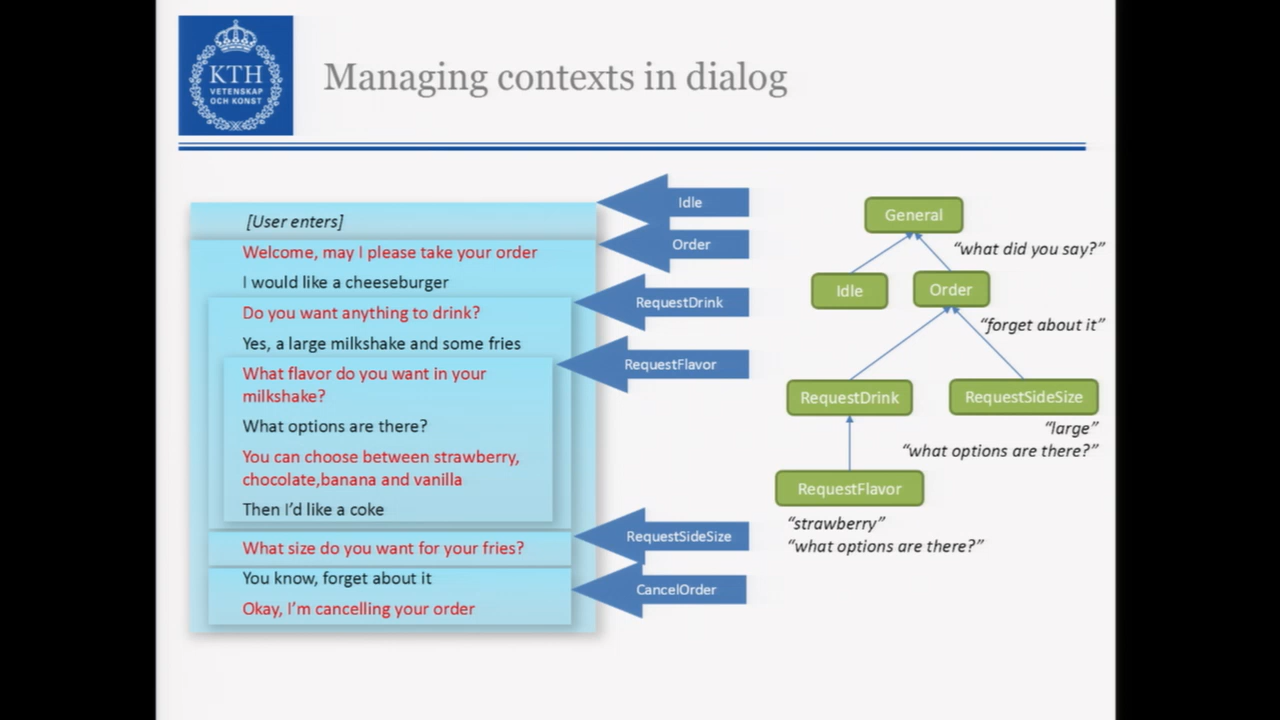 KTH
VETENSKAP
OCH KONST
Managing contexts in dialog
[User enters]
Welcome, may I please take your order
I would like a cheeseburger
Do you want anything to drink?
Yes, a large milkshake and some fries
What flavor do you want in your
milkshake?
What options are there?
You can choose between strawberry,
chocolate,banana and vanilla
Then I'd like a coke
What size do you want for your fries?
You know, forget about it
Okay, I'm cancelling your order
Idle
Order
RequestDrink
RequestFlavor
RequestSideSize
CancelOrder
General
“what did you say?”
Idle
Order
“forget about it”
RequestDrink
RequestSideSize
“large”
“what options are there?”
RequestFlavor
“strawberry”
“what options are there?”